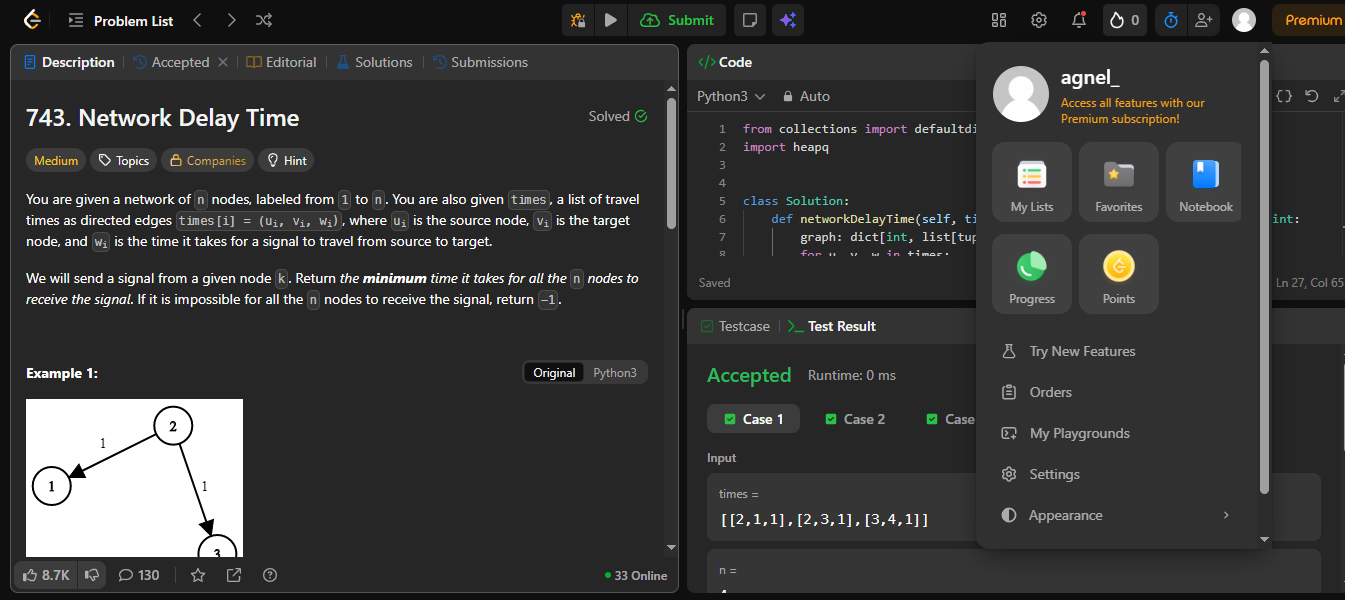 Problem List
Submit
0
Premium
Description
Accepted
Editorial
Solutions
Submissions
743. Network Delay Time
Solved
Medium
Topics
Companies
Hint
You are given a network of n nodes, labeled from 1 to n. You are also given times, a list of travel
times as directed edges times[i] = (ui, vi, wi), where ui is the source node, vi is the target
node, and wi is the time it takes for a signal to travel from source to target.
We will send a signal from a given node k. Return the minimum time it takes for all the n nodes to
receive the signal. If it is impossible for all the n nodes to receive the signal, return -1.
Example 1:
Original
Python3
2
1
1
1
3
8.7K
130
33 Online
Code
Python3
Auto
1 from collections import defaultdi
2 import heapq
3
4
5 class Solution:
6 def networkDelayTime(self, ti
int:
7 graph: dict[int, list[tup
8 for u, v, w in times:
Saved
Ln 27, Col 65
Testcase
Test Result
Accepted
Runtime: 0 ms
Case 1
Case 2
Case
Input
times =
[[2,1,1],[2,3,1],[3,4,1]]
n =
agnel_
Access all features with our
Premium subscription!
My Lists
Favorites
Notebook
Progress
Points
Try New Features
Orders
My Playgrounds
Settings
Appearance